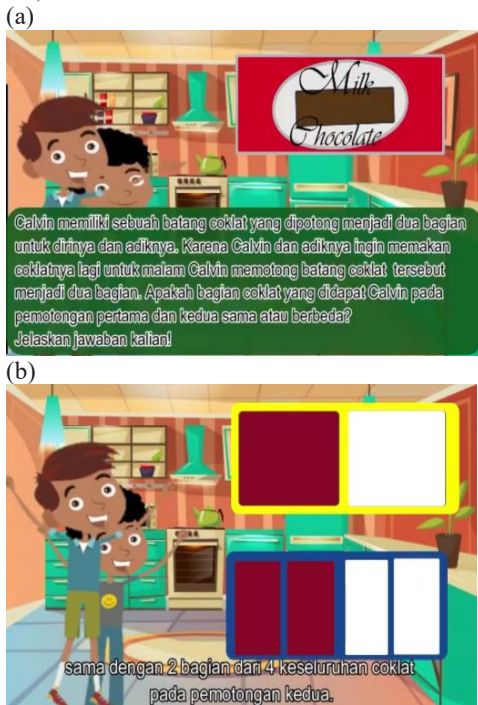 (a)
Milk
Chocolate
Calvin memiliki sebuah batang coklat yang dipotong menjadi dua bagian
untuk dirinya dan adiknya. Karena Calvin dan adiknya ingin memakan
coklatnya lagi untuk malam Calvin memotong batang coklat tersebut
menjadi dua bagian. Apakah bagian coklat yang didapat Calvin pada
pemotongan pertama dan kedua sama atau berbeda?
Jelaskan jawaban kalian!
(b)
sama dengan 2 bagian dari 4 keseluruhan coklat
pada pemotongan kedua.